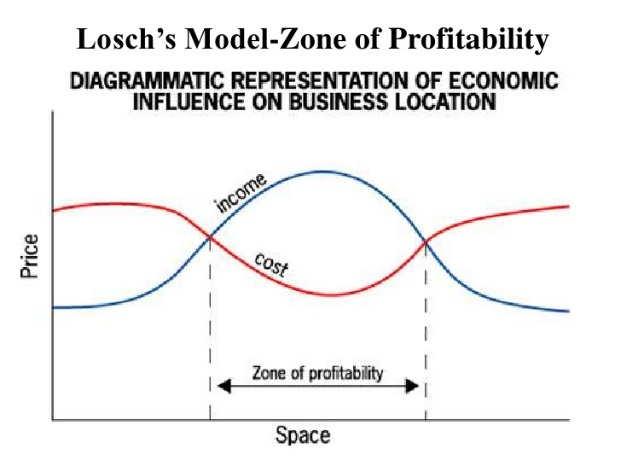 Losch's Model-Zone of Profitability
DIAGRAMMATIC REPRESENTATION OF ECONOMIC
INFLUENCE ON BUSINESS LOCATION
income
cost
Price
Zone of profitability
Space